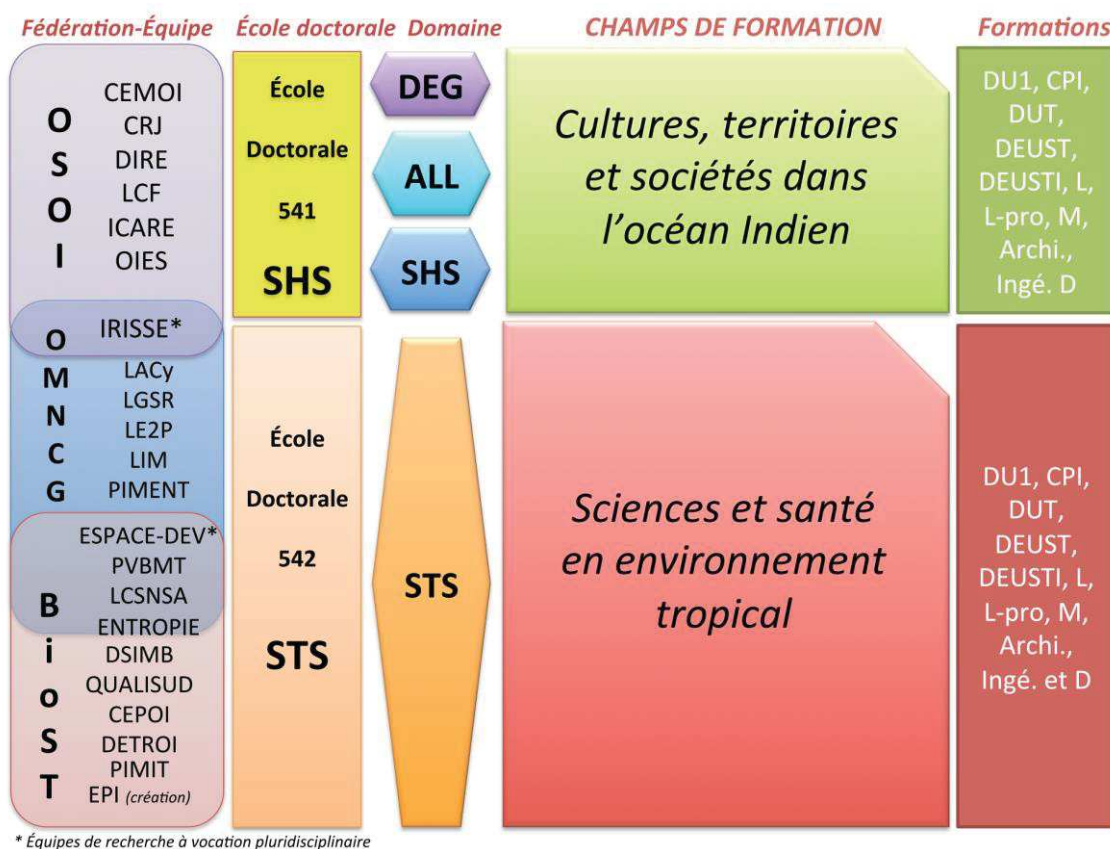 Fédération-Équipe
École doctorale
Domaine
CHAMPS DE FORMATION
Formations
OSOI
CEMOI
CRJ
DIRE
LCF
ICARE
OIES
IRISSE*
OMNCG
LACy
LGSR
LE2P
LIM
PIMENT
ESPACE-DEV*
PVBMT
LCSNSA
ENTROPIE
BioST
DSIMB
QUALISUD
CEPOI
DETROI
PIMIT
EPI (création)
École
Doctorale
541
SHS
École
Doctorale
542
STS
DEG
ALL
SHS
STS
Cultures, territoires
et sociétés dans
l'océan Indien
Sciences et santé
en environnement
tropical
DU1, CPI,
DUT,
DEUST,
DEUSTI, L,
L-pro, M,
Archi.,
Ingé. D
DU1, CPI,
DUT,
DEUST,
DEUSTI, L,
L-pro, M,
Archi.,
Ingé. et D
* Équipes de recherche à vocation pluridisciplinaire